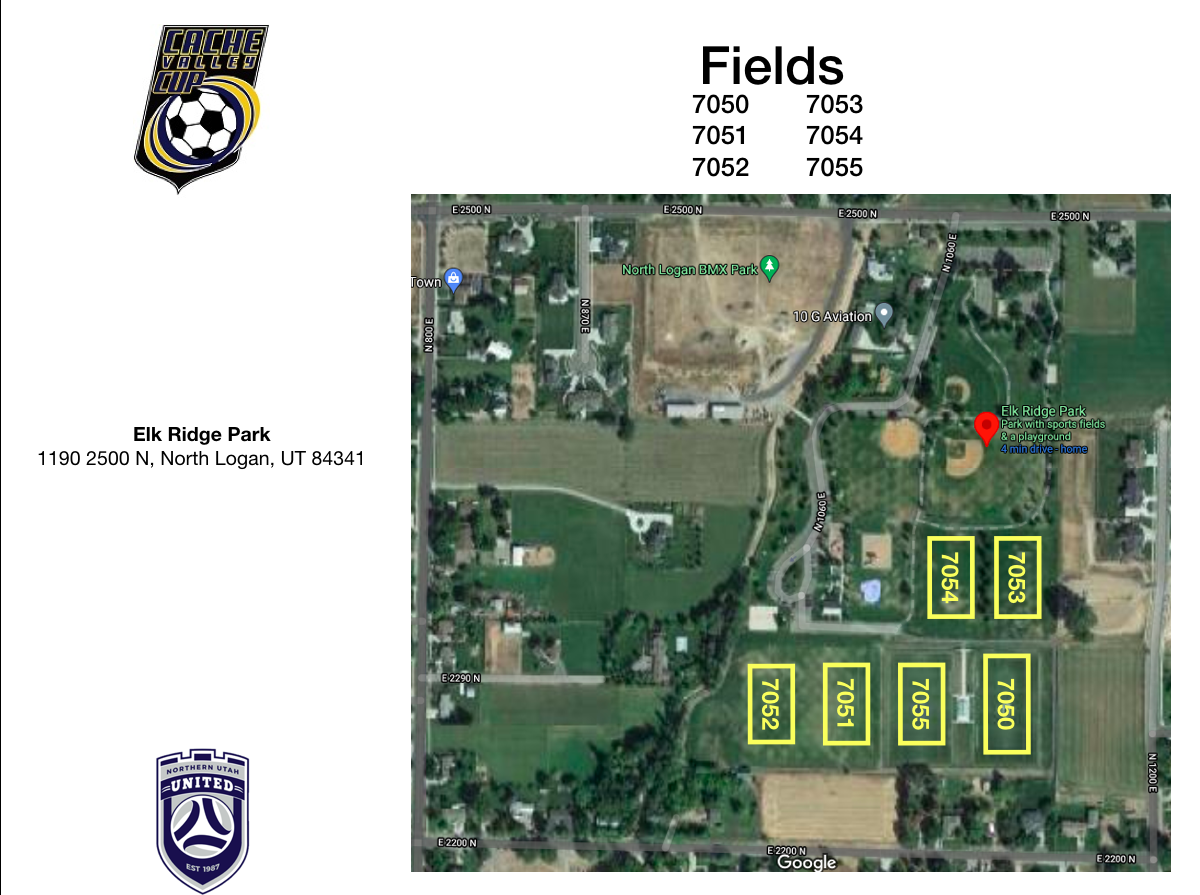 CACHE
VALLEY
CUP
Fields
7050 7053
7051 7054
7052 7055
E 2500 N E 2500 N E 2500 N E 2500 N
N 1060 E
North Logan BMX Park
Town
N 870 E
10 G Aviation
N 800 E
Elk Ridge Park
Park with sports fields
& a playground
4 min drive - home
Elk Ridge Park
1190 2500 N, North Logan, UT 84341
N 1060 E
7054 7053
E 2290 N
7052 7051 7055 7050
N 1200 E
NORTHERN UTAH
UNITED
EST 1987
E 2200 N E 2200 N E 2200 N
Google